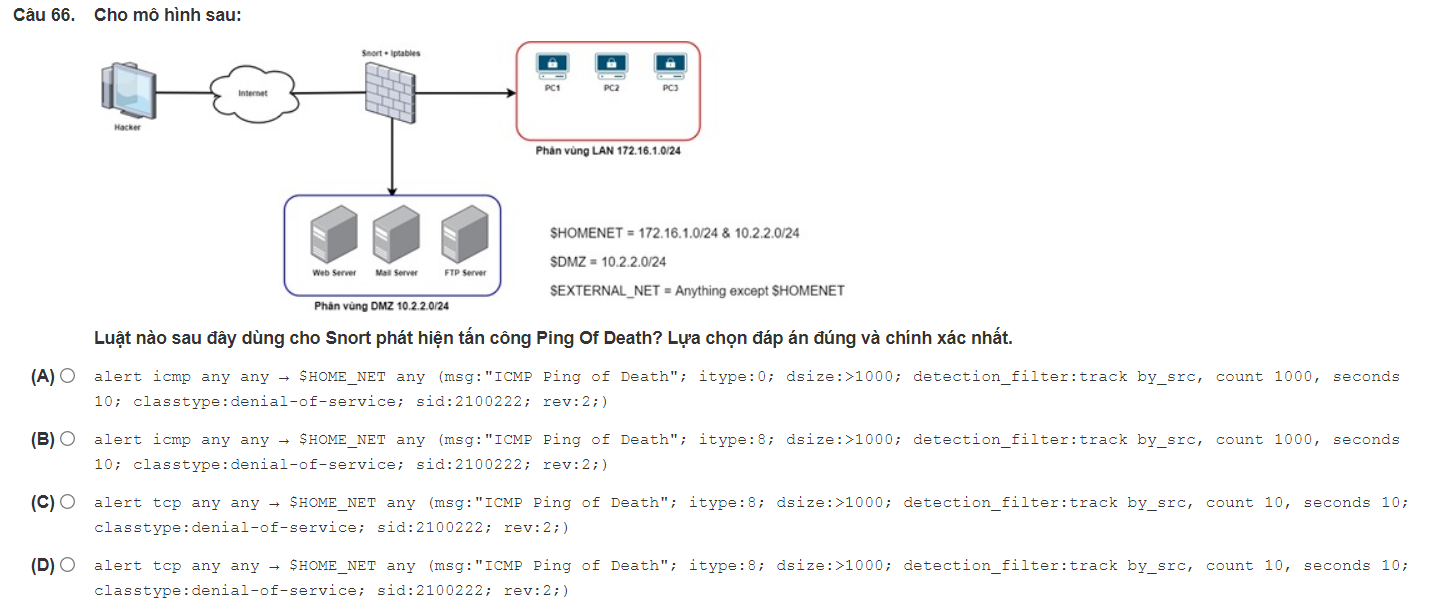 Câu 66. Cho mô hình sau:
Snort + Iptables
Internet
Hacker
PC1 PC2 PC3
Phân vùng LAN 172.16.1.0/24
Web Server Mail Server FTP Server
Phân vùng DMZ 10.2.2.0/24
$HOMENET = 172.16.1.0/24 & 10.2.2.0/24
$DMZ = 10.2.2.0/24
$EXTERNAL_NET = Anything except $HOMENET
Luật nào sau đây dùng cho Snort phát hiện tấn công Ping Of Death? Lựa chọn đáp án đúng và chính xác nhất.
(A) alert icmp any any → $HOME_NET any (msg:"ICMP Ping of Death"; itype:0; dsize:>1000; detection_filter:track by_src, count 1000, seconds
10; classtype:denial-of-service; sid:2100222; rev:2;)
(B) alert icmp any any → $HOME_NET any (msg:"ICMP Ping of Death"; itype:8; dsize:>1000; detection_filter:track by_src, count 1000, seconds
10; classtype:denial-of-service; sid:2100222; rev:2;)
(C) alert tcp any any → $HOME_NET any (msg:"ICMP Ping of Death"; itype:8; dsize:>1000; detection_filter:track by_src, count 10, seconds 10;
classtype:denial-of-service; sid:2100222; rev:2;)
(D) alert tcp any any → $HOME_NET any (msg:"ICMP Ping of Death"; itype:8; dsize:>1000; detection_filter:track by_src, count 10, seconds 10;
classtype:denial-of-service; sid:2100222; rev:2;)